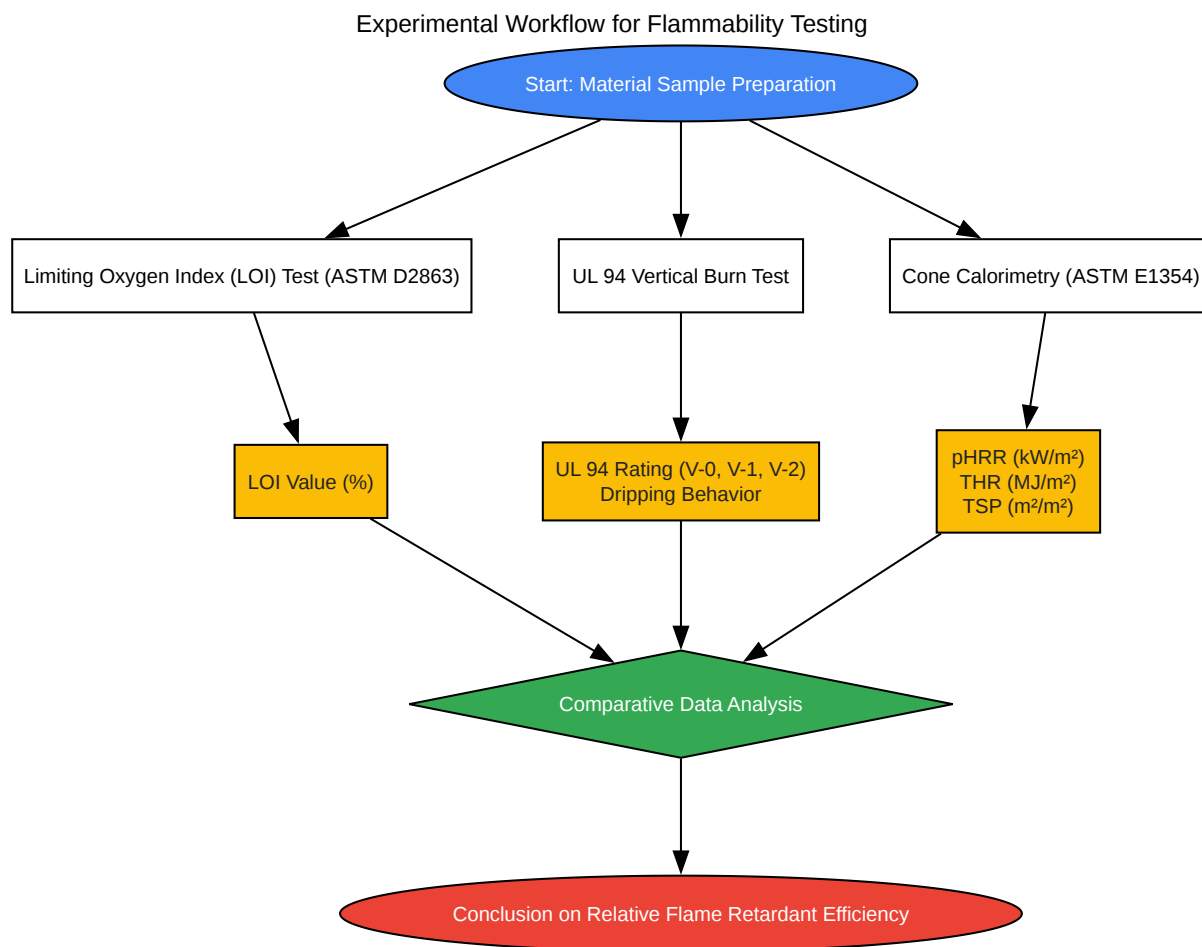 Experimental Workflow for Flammability Testing
Start: Material Sample Preparation
Limiting Oxygen Index (LOI) Test (ASTM D2863)
UL 94 Vertical Burn Test
Cone Calorimetry (ASTM E1354)
LOI Value (%)
UL 94 Rating (V-0, V-1, V-2)
Dripping Behavior
pHRR (kW/m²)
THR (MJ/m²)
TSP (m²/m²)
Comparative Data Analysis
Conclusion on Relative Flame Retardant Efficiency